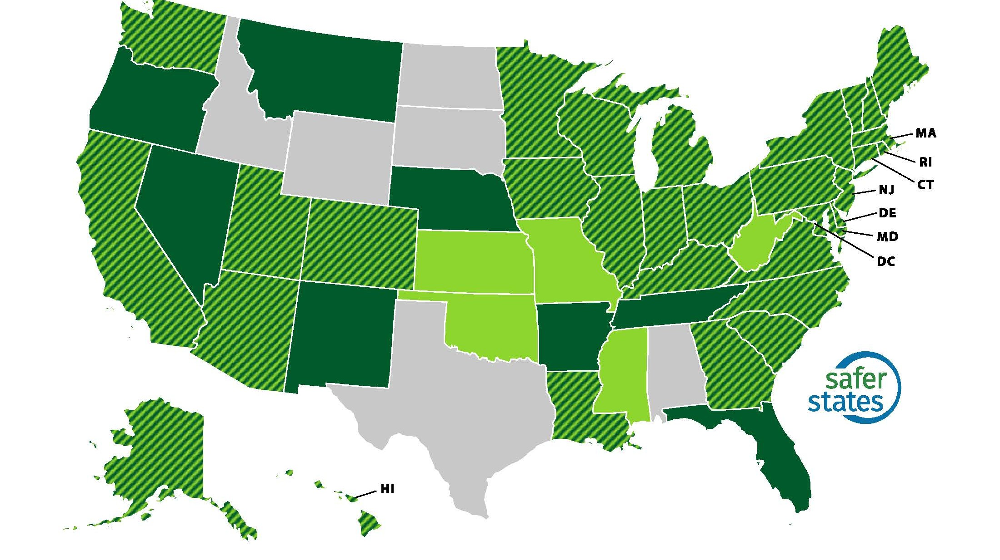 MA
RI
CT
NJ
DE
MD
DC
safer
states
HI